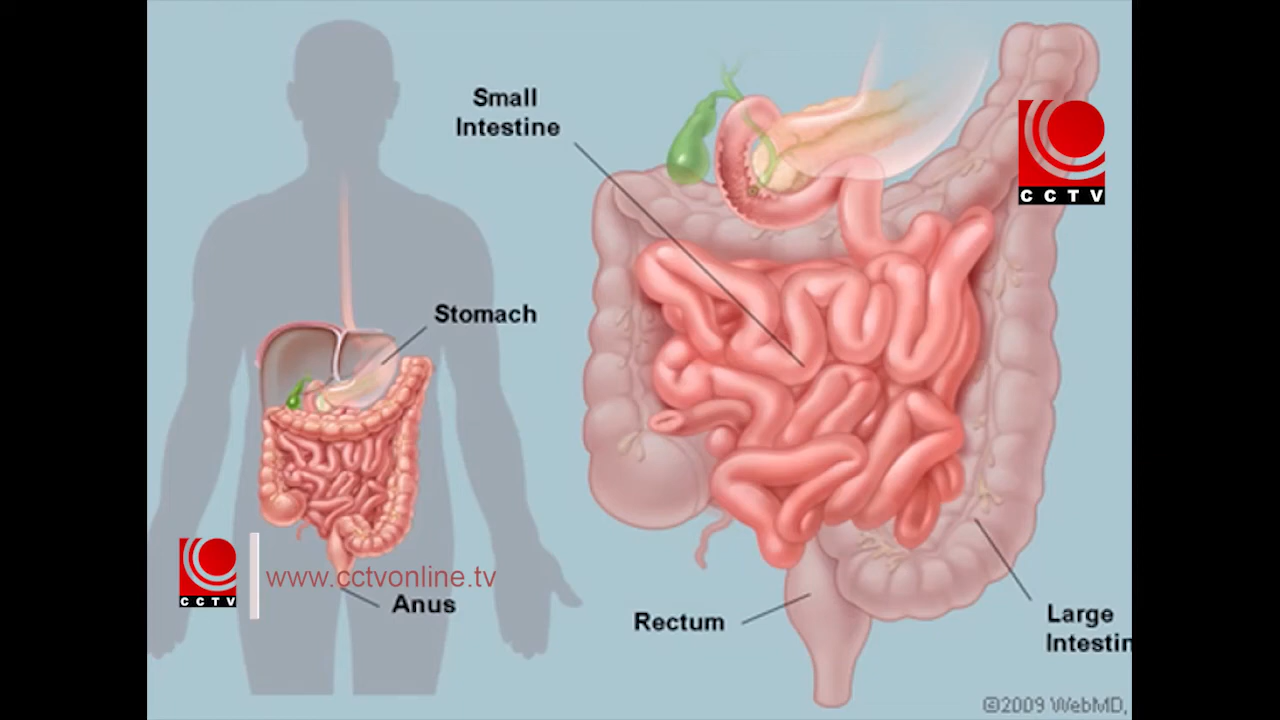 Small
Intestine
CCTV
Stomach
CCTV
www.cctvonline.tv
Anus
Rectum
Large
Intestin
©2009 WebMD,